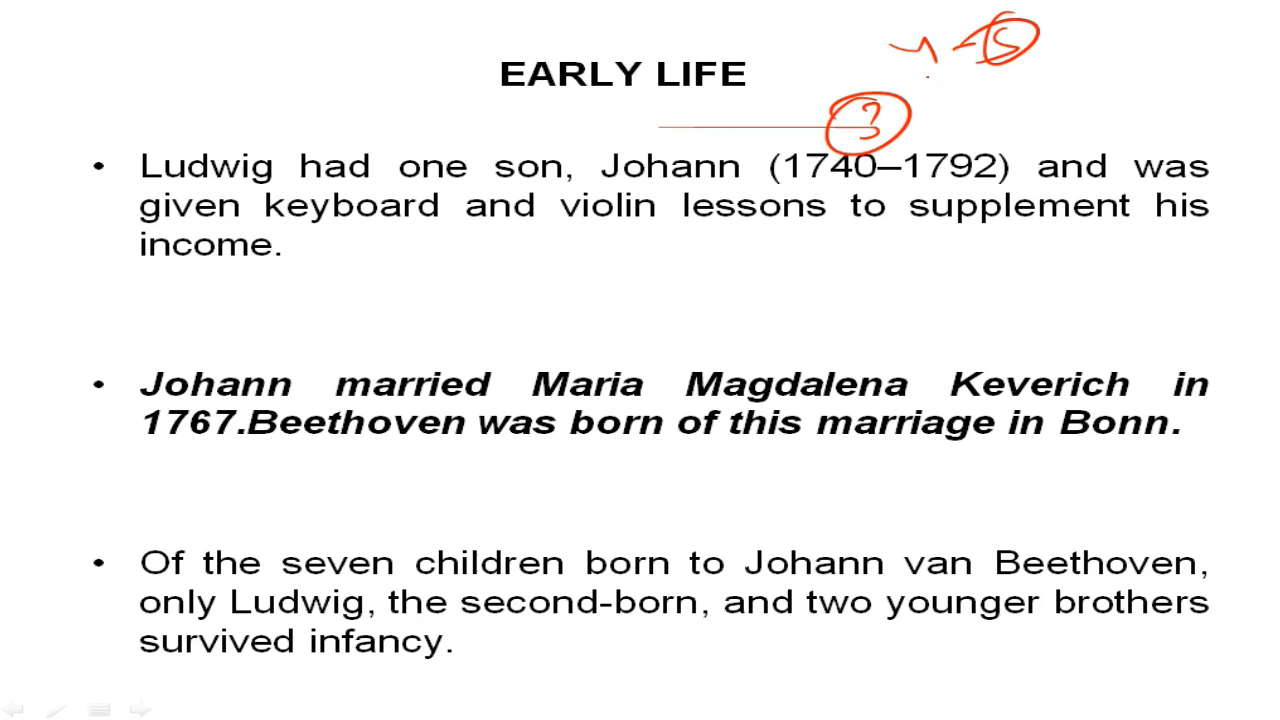 EARLY LIFE
• Ludwig had one son, Johann (1740–1792) and was
given keyboard and violin lessons to supplement his
income.
• Johann married Maria Magdalena Keverich in
1767.Beethoven was born of this marriage in Bonn.
• Of the seven children born to Johann van Beethoven,
only Ludwig, the second-born, and two younger brothers
survived infancy.